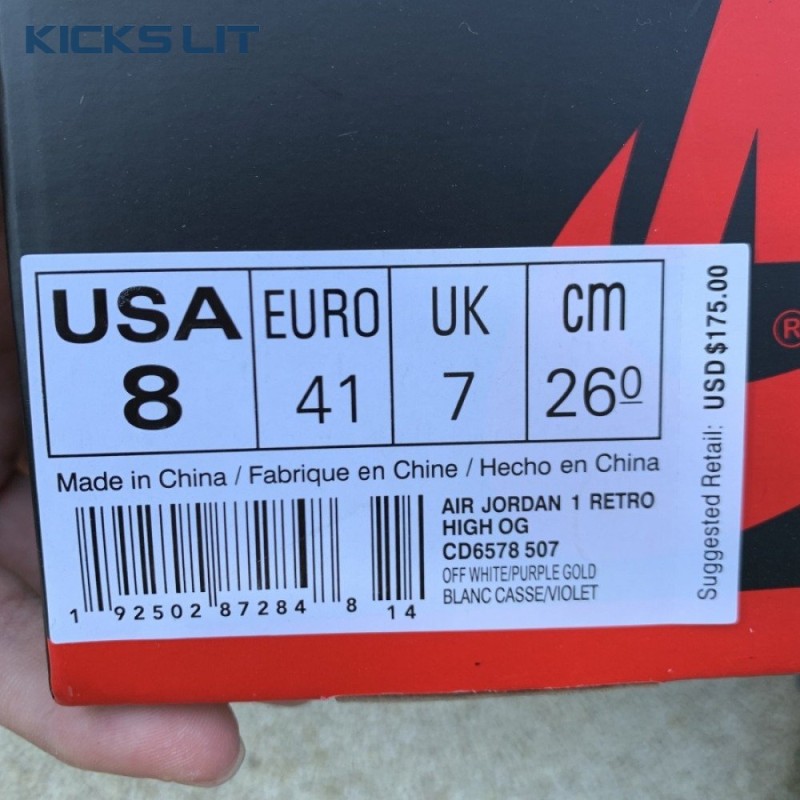 KICKS LIT
USA EURO UK cm
8 41 7 26⁰
Made in China / Fabrique en Chine / Hecho en China
AIR JORDAN 1 RETRO
HIGH OG
CD6578 507
OFF WHITE/PURPLE GOLD
BLANC CASSE/VIOLET
1 92502 87284 8 14
Suggested Retail: USD $175.00
®